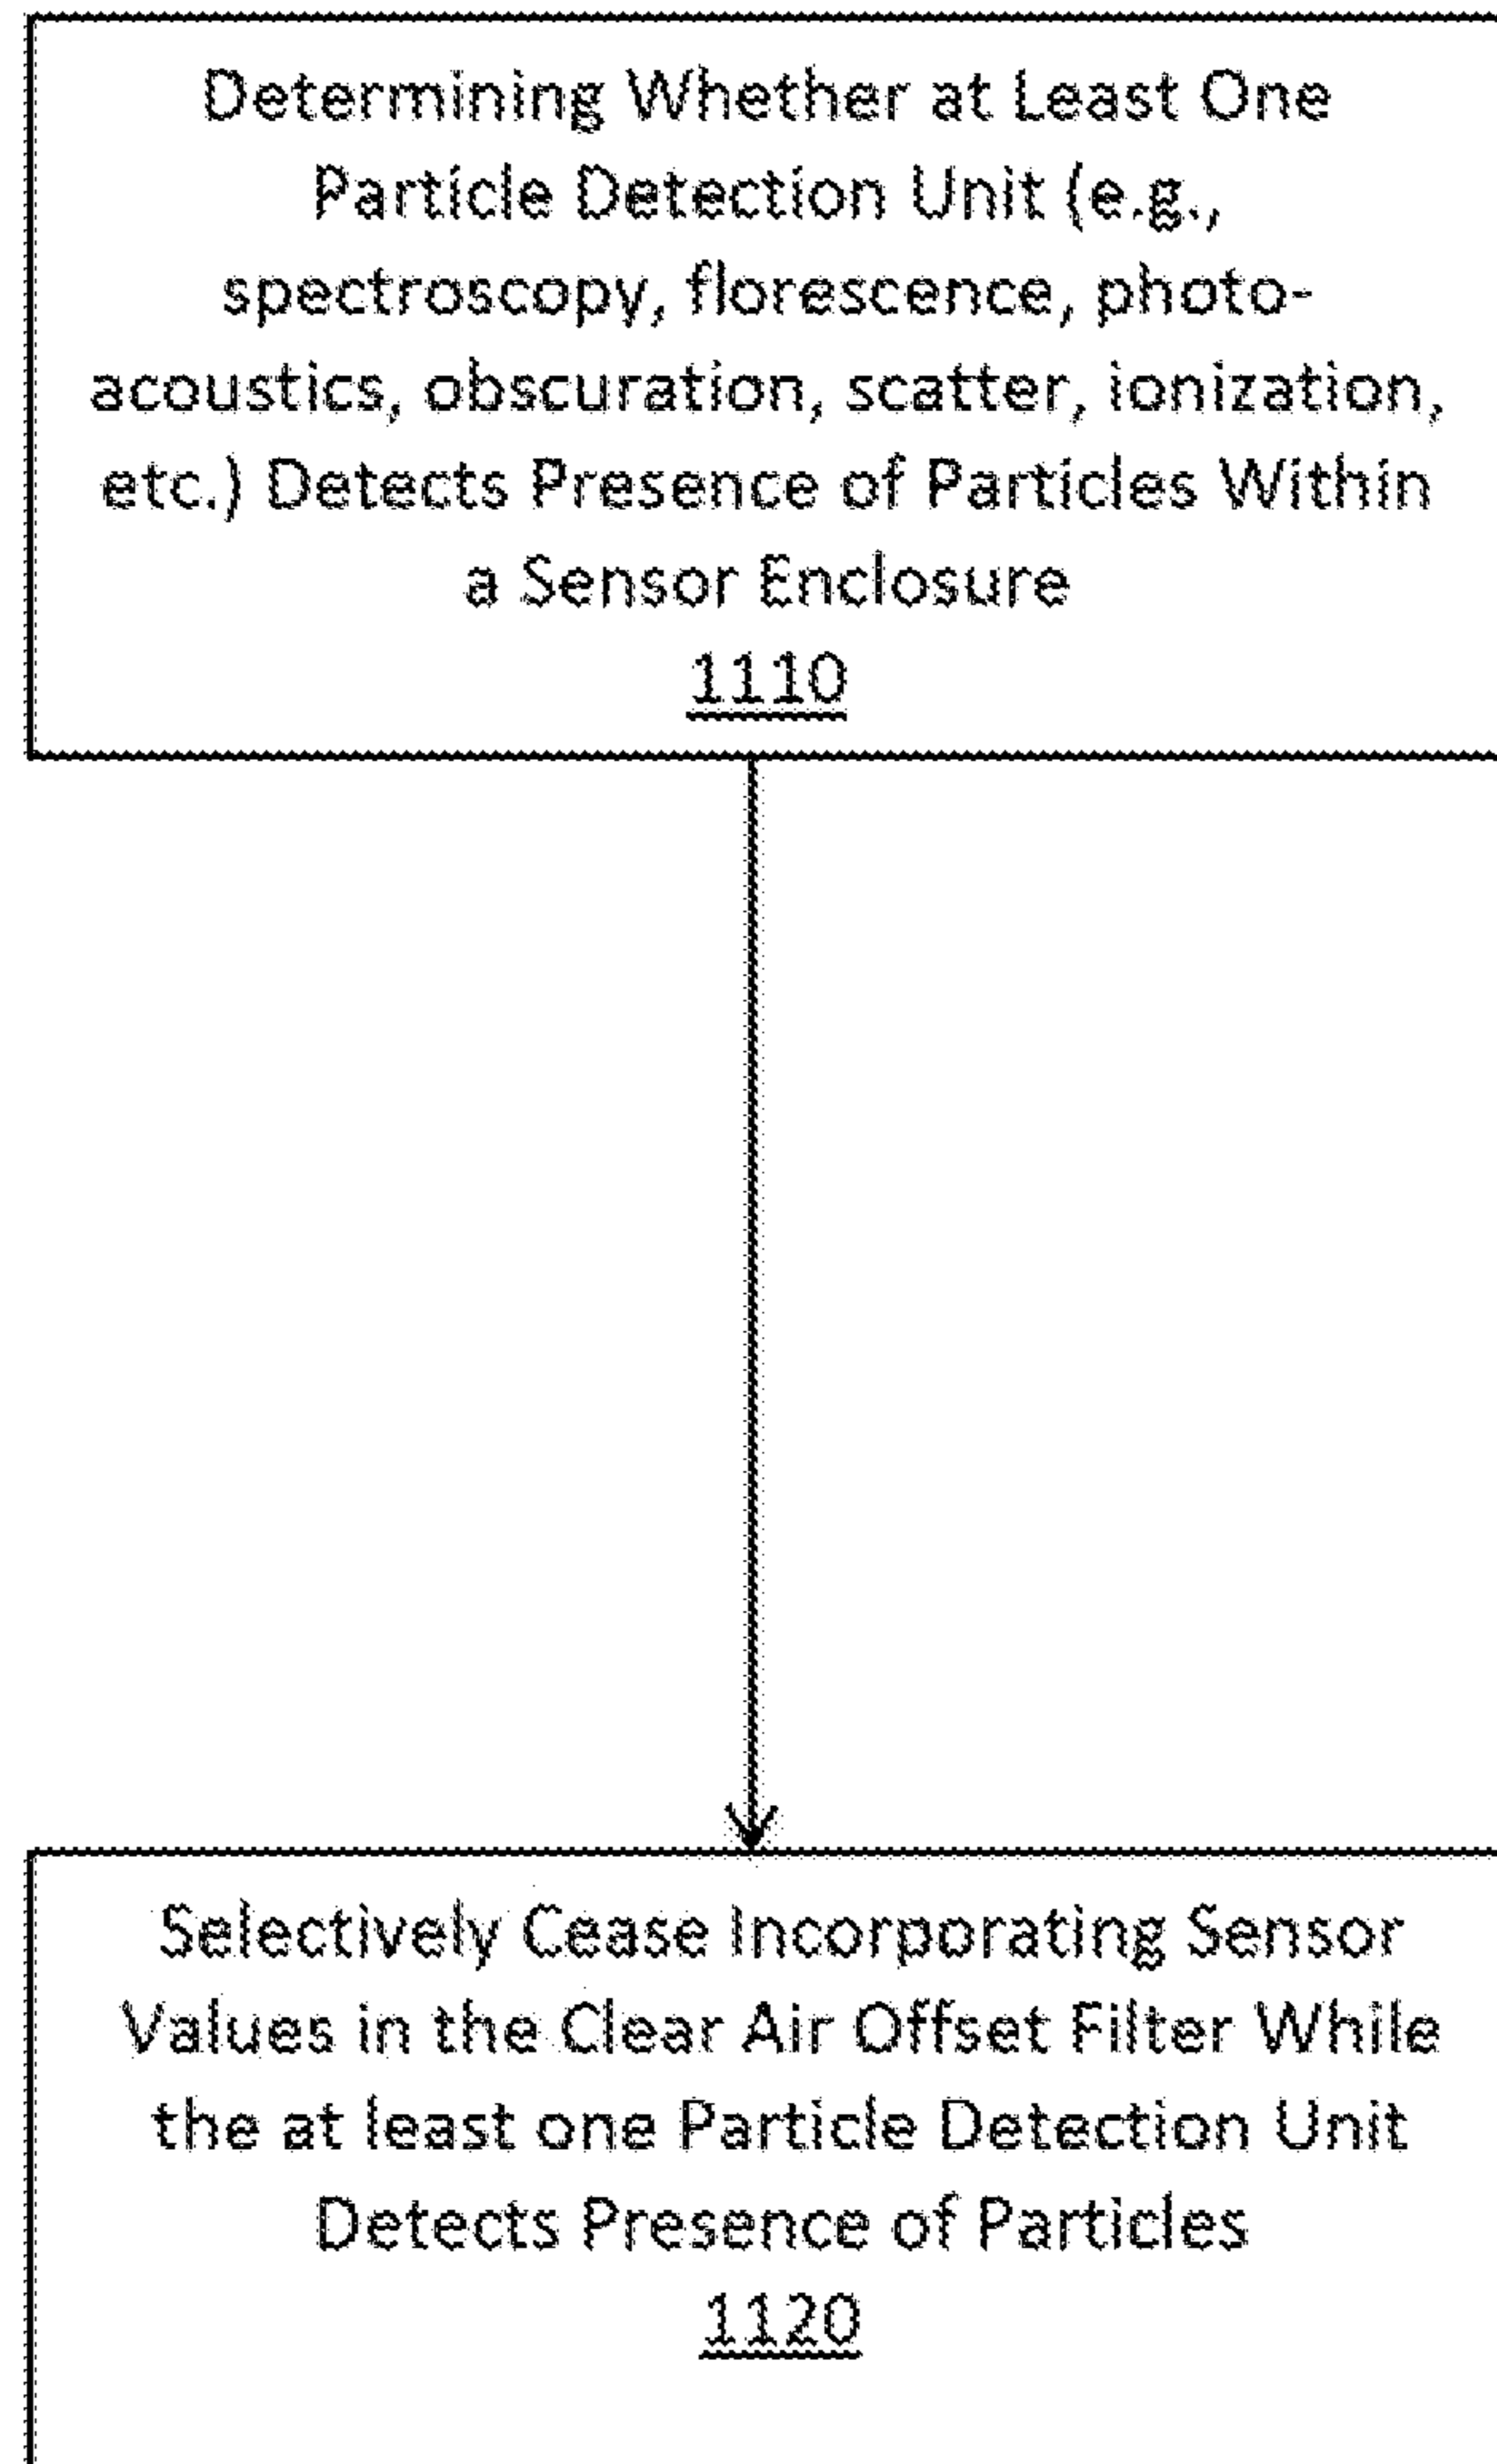 Determining Whether at Least One
Particle Detection Unit (e.g.,
spectroscopy, florescence, photo-
acoustics, obscuration, scatter, ionization,
etc.) Detects Presence of Particles Within
a Sensor Enclosure
1110
Selectively Cease Incorporating Sensor
Values in the Clear Air Offset Filter While
the at least one Particle Detection Unit
Detects Presence of Particles
1120